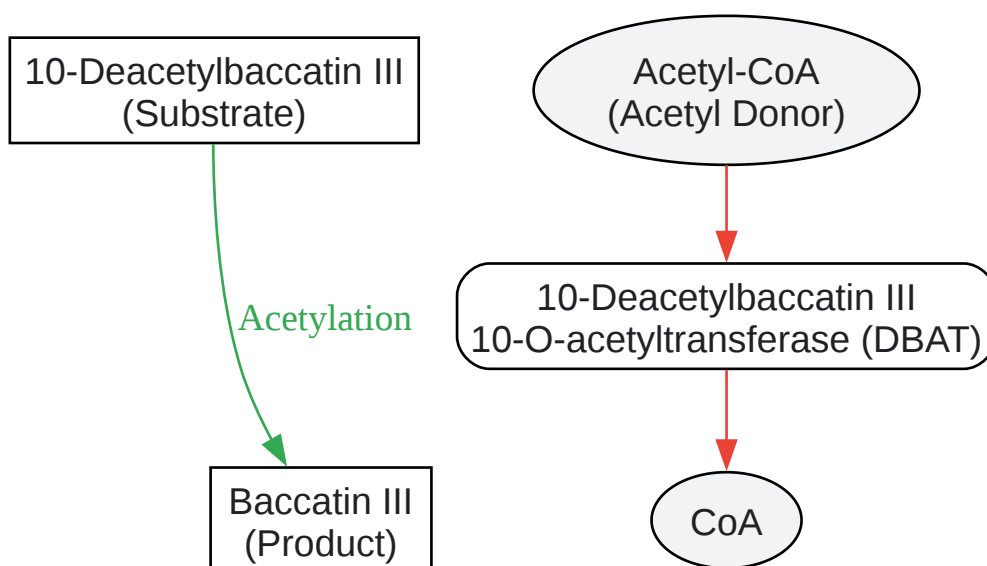 10-Deacetylbaccatin III
(Substrate)
Acetyl-CoA
(Acetyl Donor)
Acetylation
10-Deacetylbaccatin III
10-O-acetyltransferase (DBAT)
Baccatin III
(Product)
CoA